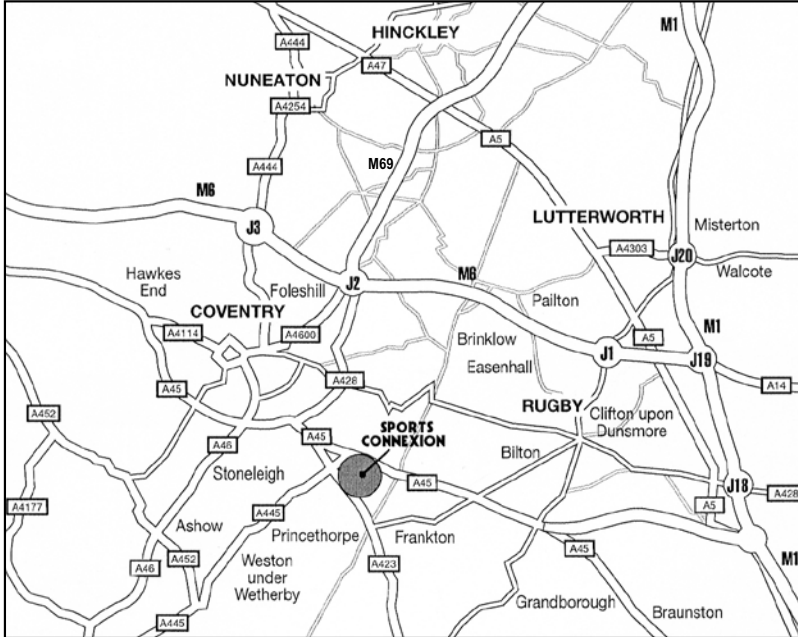 HINCKLEY
M1
A444
A47
NUNEATON
A4254
A5
M69
A444
M6
LUTTERWORTH
Misterton
J3
A4303
J20
Walcote
Hawkes
End
Foleshill
J2
M6
Pailton
COVENTRY
A4114
A4600
Brinklow
A5
M1
Easenhall
J1
J19
A45
A428
A14
RUGBY
A452
Clifton upon
Dunsmore
SPORTS
CONNEXION
A46
A45
Bilton
Stoneleigh
A45
J18
A428
A4177
A445
A5
Ashow
Princethorpe
Frankton
A452
Weston
under
Wetherby
A45
M1
A46
A423
Grandborough
Braunston
A445